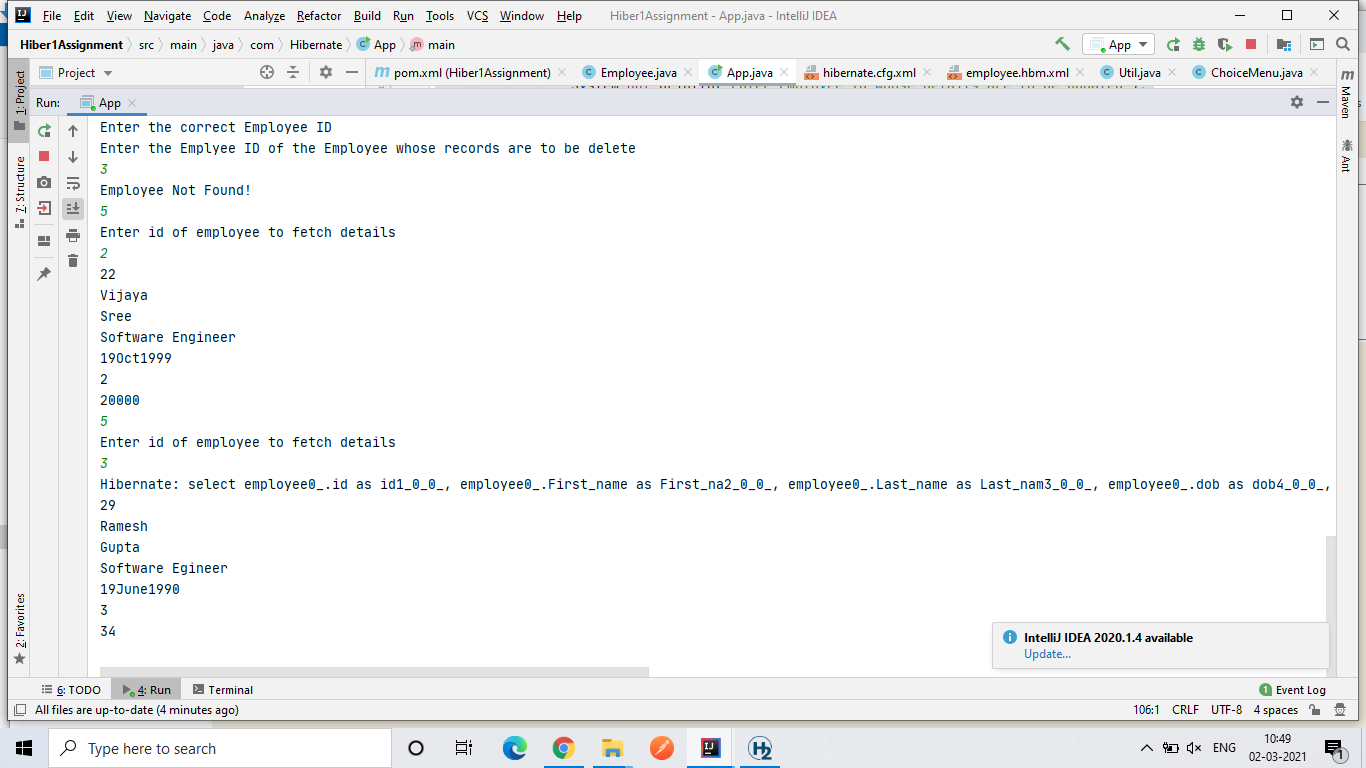 File Edit View Navigate Code Analyze Refactor Build Run Tools VCS Window Help Hiber1Assignment - App.java - IntelliJ IDEA
Hiber1Assignment src main java com Hibernate App main App
Project pom.xml (Hiber1Assignment) Employee.java App.java hibernate.cfg.xml employee.hbm.xml Util.java ChoiceMenu.java
Run: App
1: Project
7: Structure
2: Favorites
Maven
Ant
Enter the correct Employee ID
Enter the Emplyee ID of the Employee whose records are to be delete
3
Employee Not Found!
5
Enter id of employee to fetch details
2
22
Vijaya
Sree
Software Engineer
19Oct1999
2
20000
5
Enter id of employee to fetch details
3
Hibernate: select employee0_.id as id1_0_0_, employee0_.First_name as First_na2_0_0_, employee0_.Last_name as Last_nam3_0_0_, employee0_.dob as dob4_0_0_,
29
Ramesh
Gupta
Software Egineer
19June1990
3
34
IntelliJ IDEA 2020.1.4 available
Update...
6: TODO 4: Run Terminal 1 Event Log
All files are up-to-date (4 minutes ago) 106:1 CRLF UTF-8 4 spaces
Type here to search ENG 10:49
02-03-2021 1